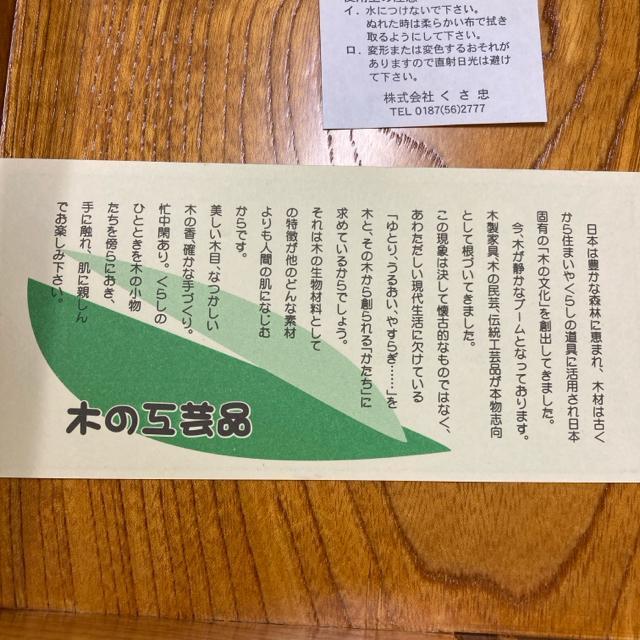 イ．水につけないで下さい。
ぬれた時は柔らかい布で拭き
取るようにして下さい。
ロ．変形または変色するおそれが
ありますので直射日光は避け
て下さい。
株式会社 く さ 忠
TEL 0187(56)2777
日本は豊かな森林に恵まれ、木材は古く
から住まいやくらしの道具に活用され日本
固有の「木の文化」を創出してきました。
今、木が静かなブームとなっております。
木製家具、木の民芸、伝統工芸品が本物志向
として根づいてきました。
この現象は決して懐古的なものではなく、
あわただしい現代生活に欠けている
「ゆとり、うるおい、やすらぎ……」を
木と、その木から創られる「かたち」に
求めているからでしょう。
それは木の生物材料として
の特徴が他のどんな素材
よりも人間の肌になじむ
からです。
美しい木目、なつかしい
木の香、確かな手づくり。
忙中閑あり。くらしの
ひとときを木の小物
たちを傍らにおき、
手に触れ、肌に親しん
でお楽しみ下さい。
木の工芸品